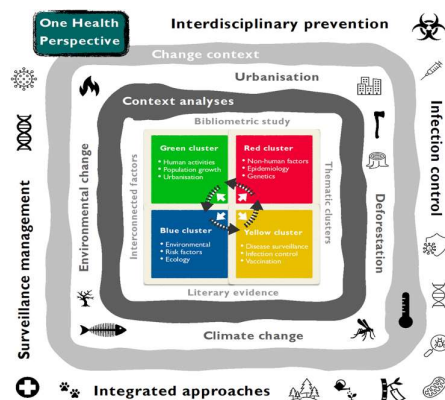 One Health
Perspective
Interdisciplinary prevention
Change context
Urbanisation
Context analyses
Bibliometric study
Green cluster
• Human activities
• Population growth
• Urbanisation
Red cluster
• Non-human factors
• Epidemiology
• Genetics
Blue cluster
• Environmental
• Risk factors
• Ecology
Yellow cluster
• Disease surveillance
• Infection control
• Vaccination
Interconnected factors
Thematic clusters
Literary evidence
Environmental change
Deforestation
Climate change
Surveillance management
Infection control
Integrated approaches